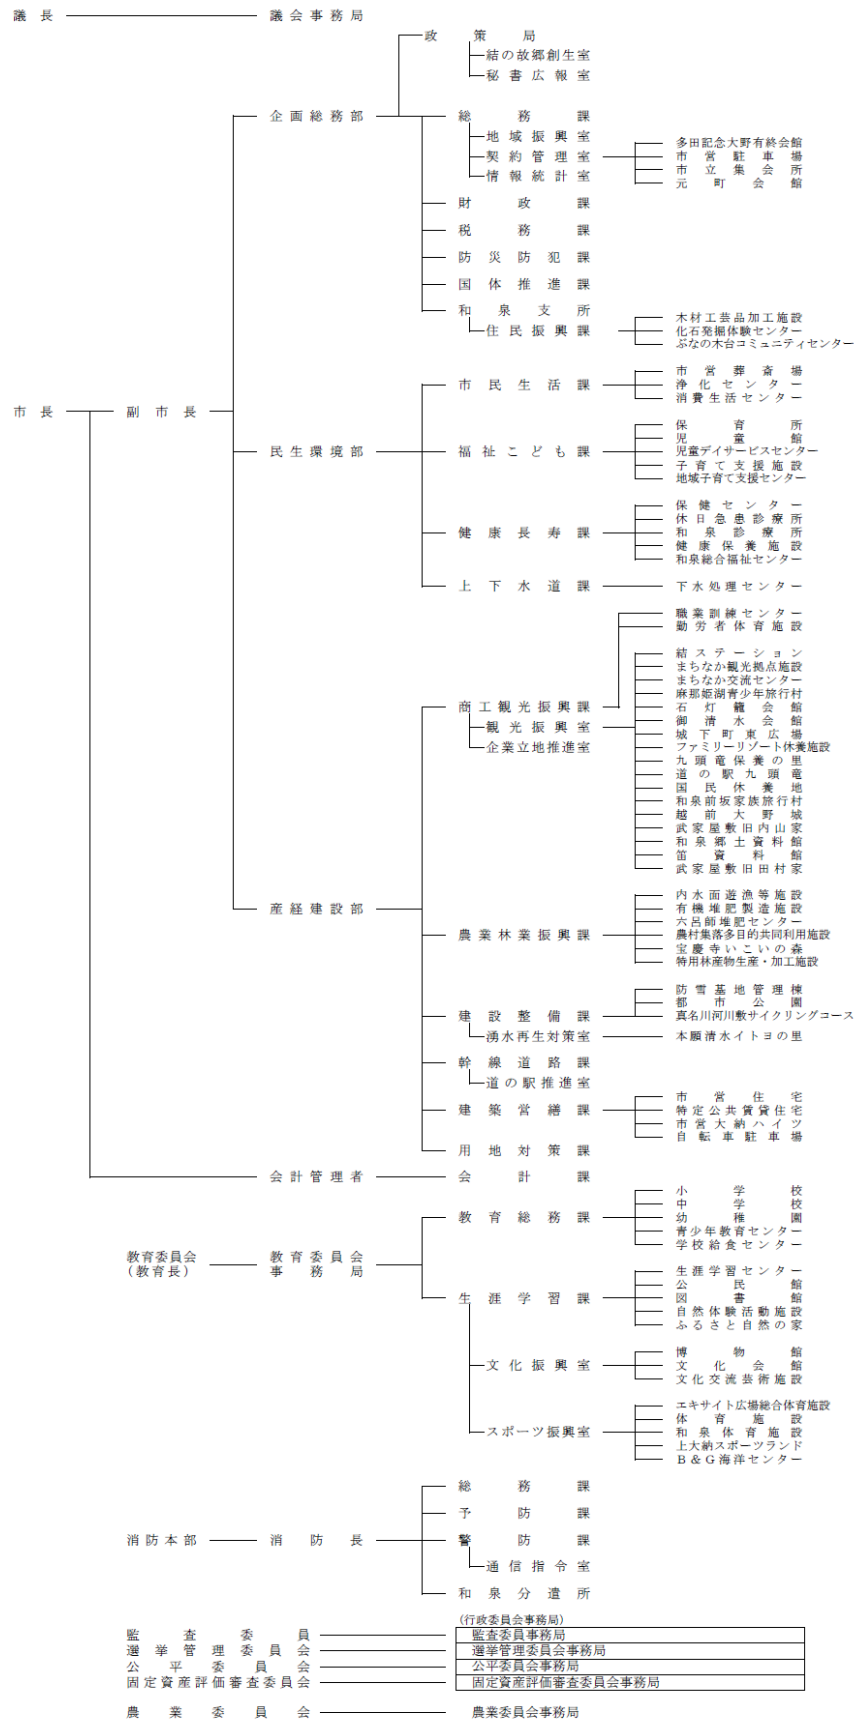 議長 議会事務局
政策局
結の故郷創生室
秘書広報室
企画総務部 総務課
地域振興室
多田記念大野有終会館
契約管理室 市営駐車場
市立集会所
情報統計室
元町会館
財政課
税務課
防災防犯課
国体推進課
和泉支所
木材工芸品加工施設
住民振興課 化石発掘体験センター
ぶなの木台コミュニティセンター
市営葬斎場
市民生活課 浄化センター
消費生活センター
市長 副市長
保育所
児童館
民生環境部 福祉こども課 児童デイサービスセンター
子育て支援施設
地域子育て支援センター
保健センター
休日急患診療所
健康長寿課 和泉診療所
健康保養施設
和泉総合福祉センター
上下水道課 下水処理センター
職業訓練センター
勤労者体育施設
結ステーション
まちなか観光拠点施設
まちなか交流センター
麻那姫湖青少年旅行村
商工観光振興課 石灯籠会館
御清水会館
観光振興室 城下町東広場
企業立地推進室 ファミリーリゾート休養施設
九頭竜保養の里
道の駅九頭竜
国民休養地
和泉前坂家族旅行村
越前大野城
武家屋敷旧内山家
和泉郷土資料館
笛資料館
武家屋敷旧田村家
内水面遊漁等施設
産経建設部 有機堆肥製造施設
六呂師堆肥センター
農業林業振興課 農村集落多目的共同利用施設
宝慶寺いこいの森
特用林産物生産・加工施設
防雪基地管理棟
都市公園
建設整備課 真名川河川敷サイクリングコース
湧水再生対策室 本願清水イトヨの里
幹線道路課
道の駅推進室
市営住宅
建築営繕課 特定公共賃貸住宅
市営大納ハイツ
自転車駐車場
用地対策課
会計管理者 会計課
小学校
中学校
教育総務課 幼稚園
青少年教育センター
学校給食センター
教育委員会 教育委員会
(教育長) 事務局
生涯学習センター
公民館
生涯学習課 図書館
自然体験活動施設
ふるさと自然の家
博物館
文化振興室 文化会館
文化交流芸術施設
エキサイト広場総合体育施設
体育施設
スポーツ振興室 和泉体育施設
上大納スポーツランド
B＆G海洋センター
総務課
予防課
消防本部 消防長 警防課
通信指令室
和泉分遣所
(行政委員会事務局)
監査委員 監査委員事務局
選挙管理委員会 選挙管理委員会事務局
公平委員会 公平委員会事務局
固定資産評価審査委員会 固定資産評価審査委員会事務局
農業委員会 農業委員会事務局